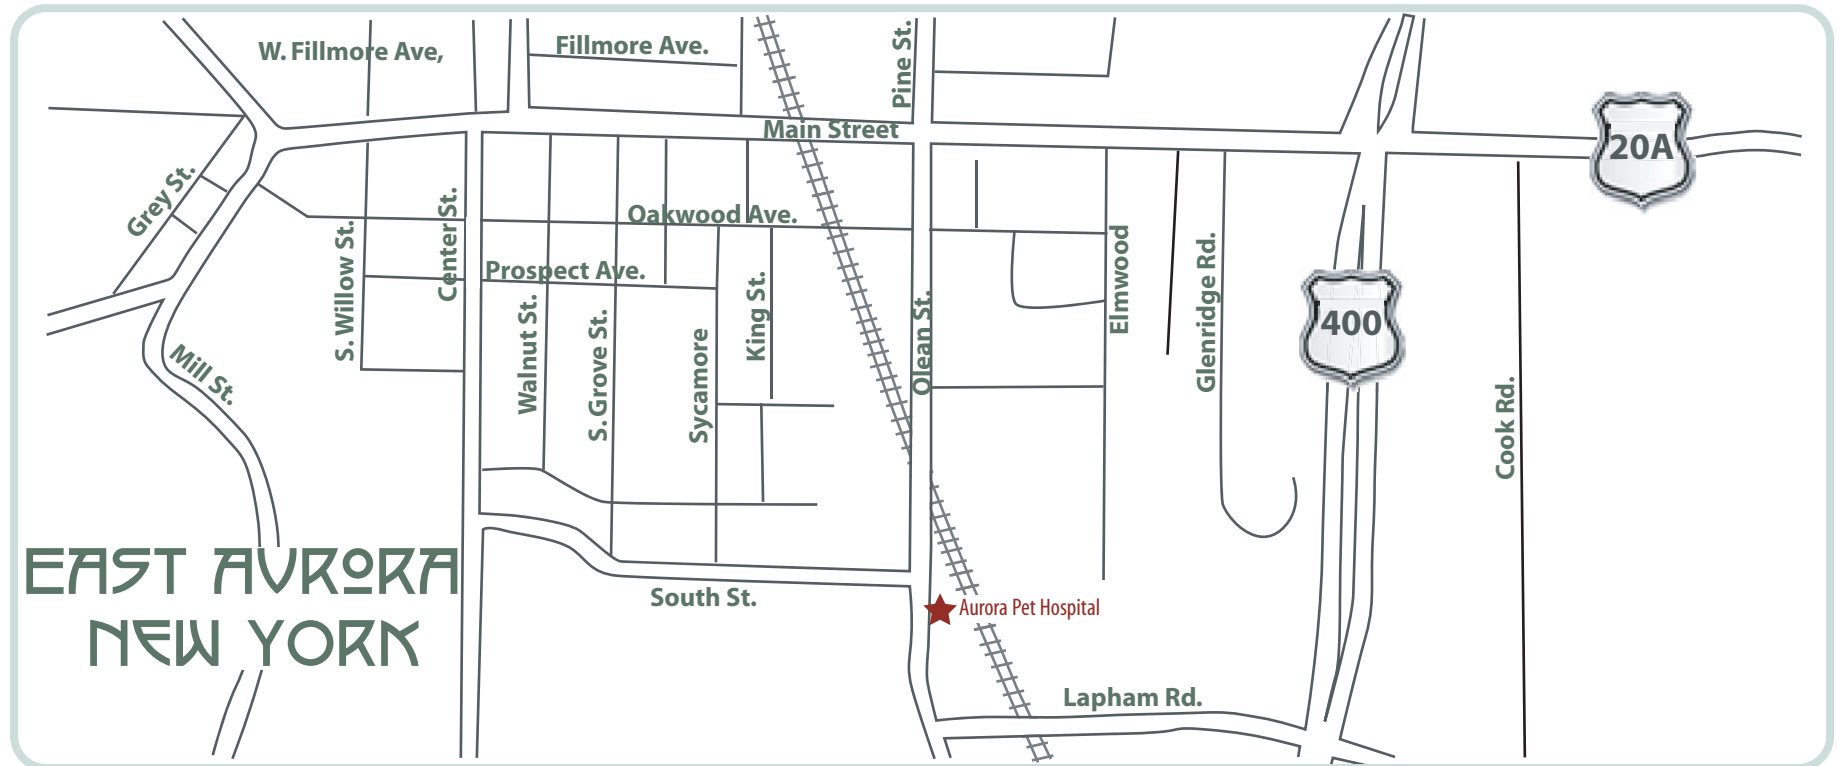 W. Fillmore Ave,
Fillmore Ave.
Pine St.
Main Street
20A
Grey St.
S. Willow St.
Center St.
Oakwood Ave.
Prospect Ave.
Walnut St.
S. Grove St.
Sycamore
King St.
Olean St.
Elmwood
Glenridge Rd.
400
Cook Rd.
Mill St.
EAST AVRORA
NEW YORK
South St.
Aurora Pet Hospital
Lapham Rd.